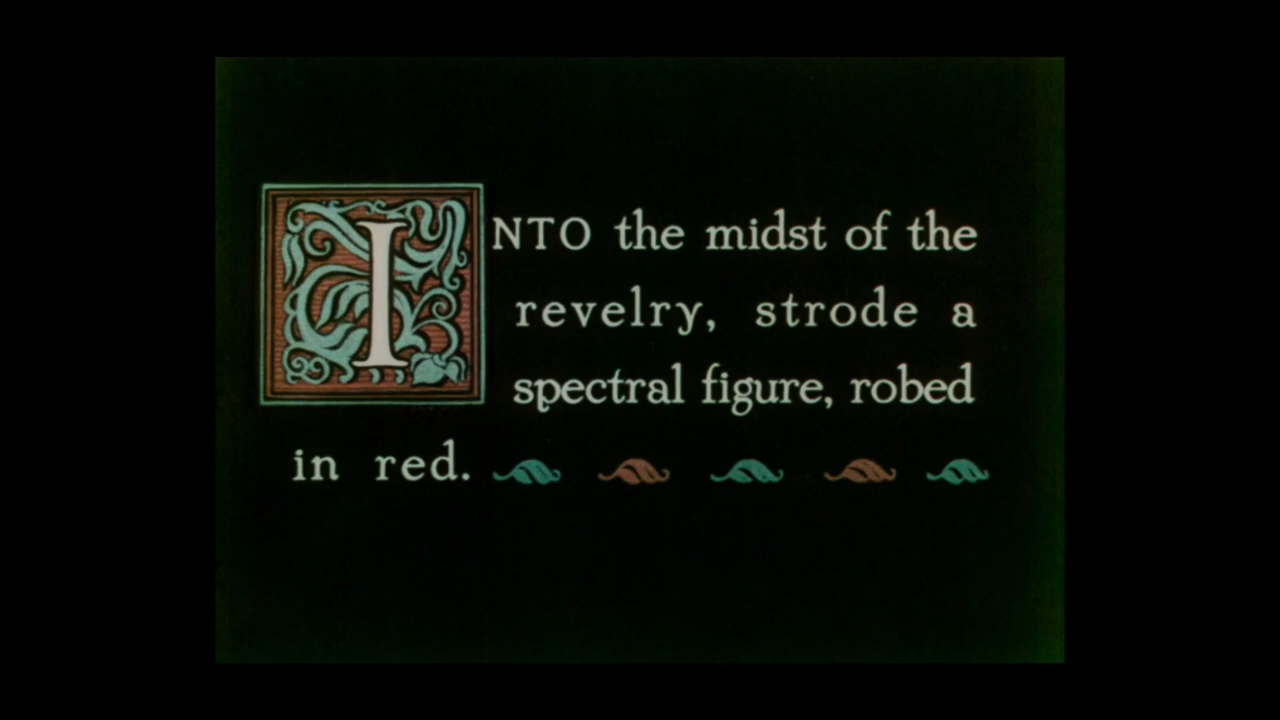 INTO the midst of the
revelry, strode a
spectral figure, robed
in red.